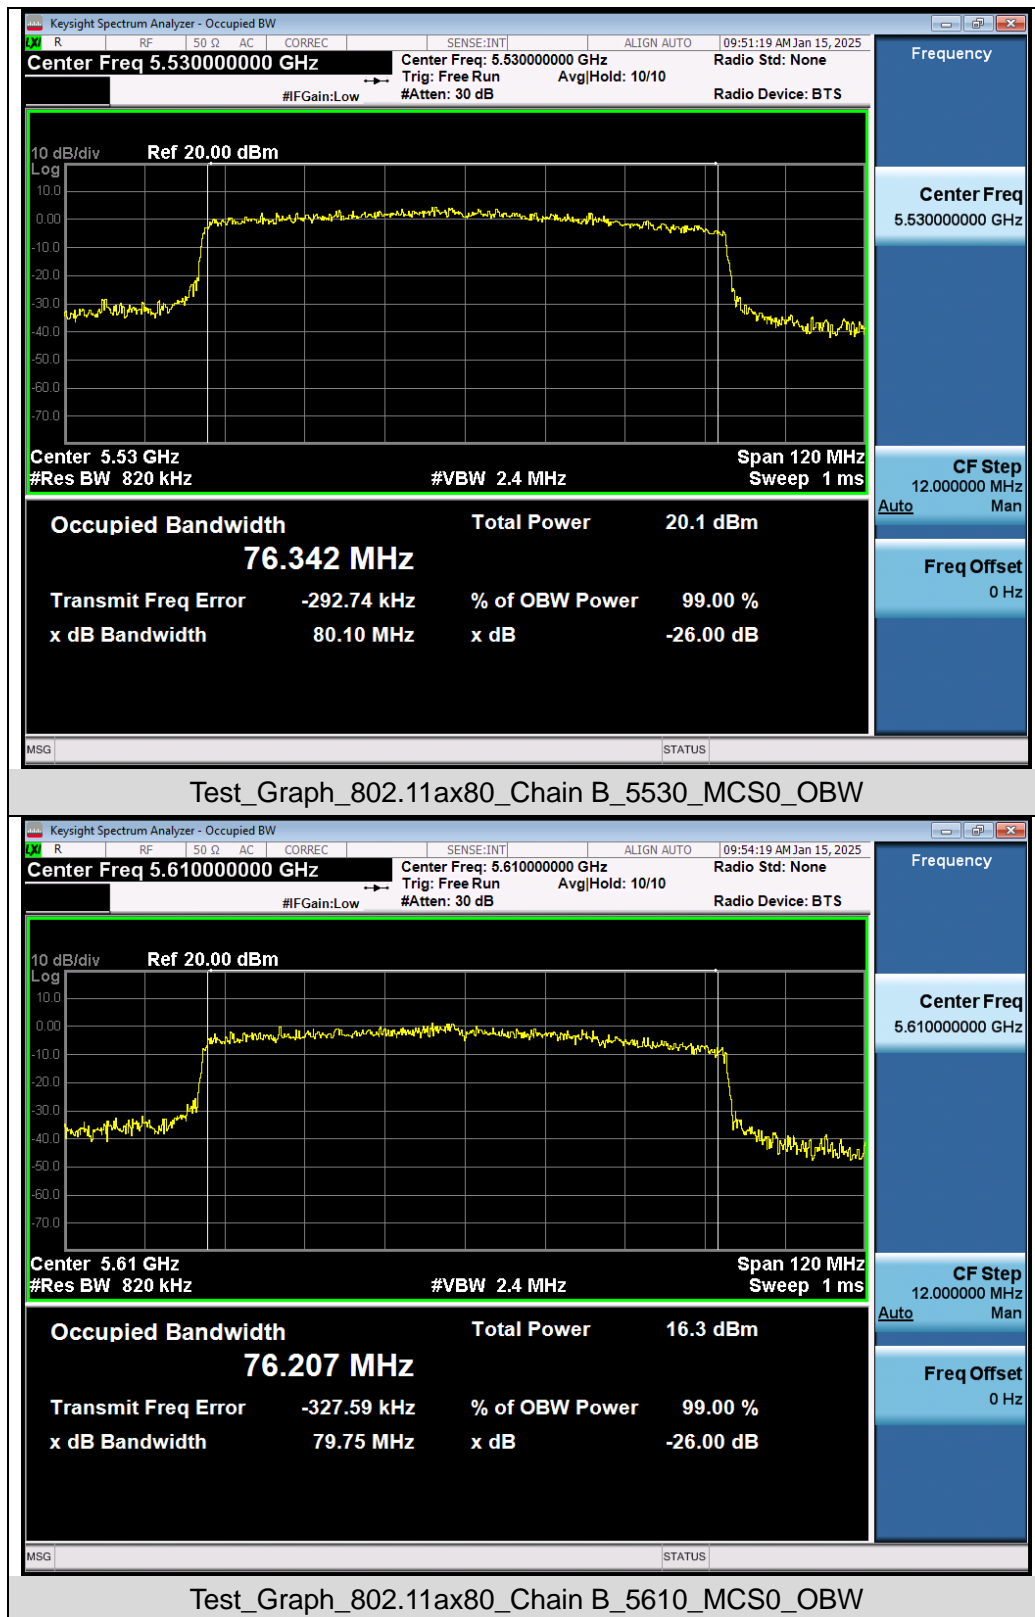 Keysight Spectrum Analyzer - Occupied BW
LXI R RF 50 Ω AC CORREC SENSE:INT ALIGN AUTO 09:51:19 AM Jan 15, 2025
Center Freq 5.530000000 GHz
Center Freq: 5.530000000 GHz Radio Std: None
Trig: Free Run Avg|Hold: 10/10
#IFGain:Low #Atten: 30 dB Radio Device: BTS
Frequency
10 dB/div Ref 20.00 dBm
Log
10.0
0.00
-10.0
-20.0
-30.0
-40.0
-50.0
-60.0
-70.0
Center Freq
5.530000000 GHz
Center 5.53 GHz Span 120 MHz
#Res BW 820 kHz #VBW 2.4 MHz Sweep 1 ms
CF Step
12.000000 MHz
Auto Man
Occupied Bandwidth Total Power 20.1 dBm
76.342 MHz
Transmit Freq Error -292.74 kHz % of OBW Power 99.00 %
x dB Bandwidth 80.10 MHz x dB -26.00 dB
Freq Offset
0 Hz
MSG STATUS
Test_Graph_802.11ax80_Chain B_5530_MCS0_OBW
Keysight Spectrum Analyzer - Occupied BW
LXI R RF 50 Ω AC CORREC SENSE:INT ALIGN AUTO 09:54:19 AM Jan 15, 2025
Center Freq 5.610000000 GHz
Center Freq: 5.610000000 GHz Radio Std: None
Trig: Free Run Avg|Hold: 10/10
#IFGain:Low #Atten: 30 dB Radio Device: BTS
Frequency
10 dB/div Ref 20.00 dBm
Log
10.0
0.00
-10.0
-20.0
-30.0
-40.0
-50.0
-60.0
-70.0
Center Freq
5.610000000 GHz
Center 5.61 GHz Span 120 MHz
#Res BW 820 kHz #VBW 2.4 MHz Sweep 1 ms
CF Step
12.000000 MHz
Auto Man
Occupied Bandwidth Total Power 16.3 dBm
76.207 MHz
Transmit Freq Error -327.59 kHz % of OBW Power 99.00 %
x dB Bandwidth 79.75 MHz x dB -26.00 dB
Freq Offset
0 Hz
MSG STATUS
Test_Graph_802.11ax80_Chain B_5610_MCS0_OBW